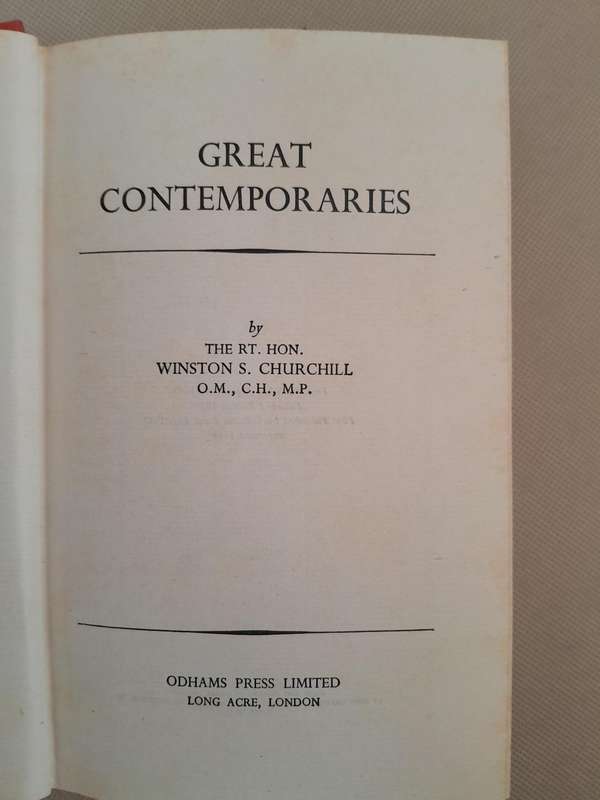 GREAT
CONTEMPORARIES
by
THE RT. HON.
WINSTON S. CHURCHILL
O.M., C.H., M.P.
ODHAMS PRESS LIMITED
LONG ACRE, LONDON